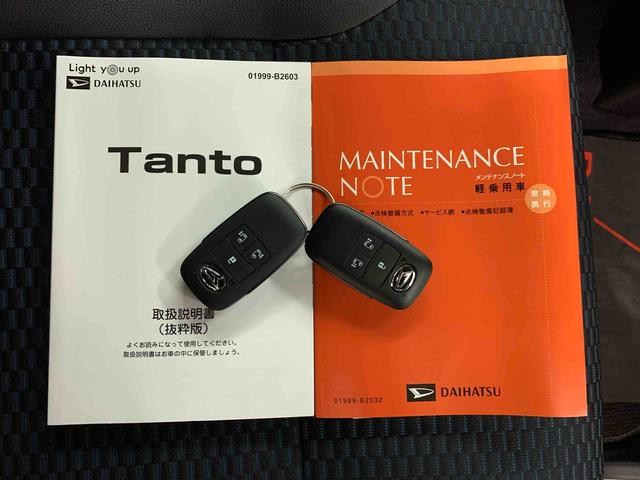 Light you up
DAIHATSU
01999-B2603
Tanto
取扱説明書
(抜粋版)
よくお読みになって使用してください。
取扱説明書はお車の中に保管しましょう。
MAINTENANCE
NOTE
メンテナンスノート
軽乗用車
常時
携行
●点検整備方式 ●サービス網 ●点検整備記録簿
01989-B2032
DAIHATSU